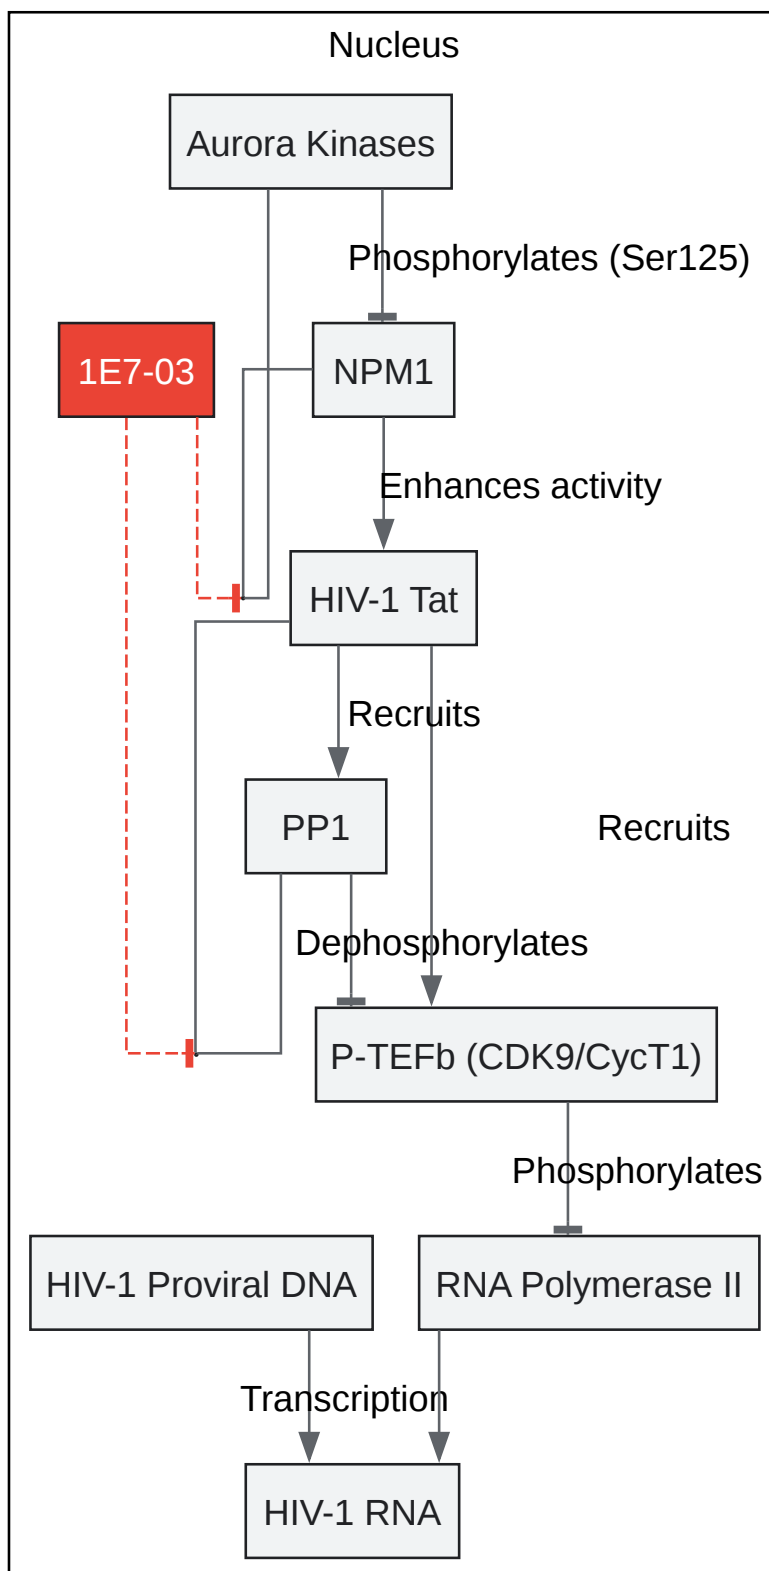 Nucleus
Aurora Kinases
Phosphorylates (Ser125)
1E7-03
NPM1
Enhances activity
HIV-1 Tat
Recruits
PP1
Recruits
Dephosphorylates
P-TEFb (CDK9/CycT1)
Phosphorylates
HIV-1 Proviral DNA
RNA Polymerase II
Transcription
HIV-1 RNA